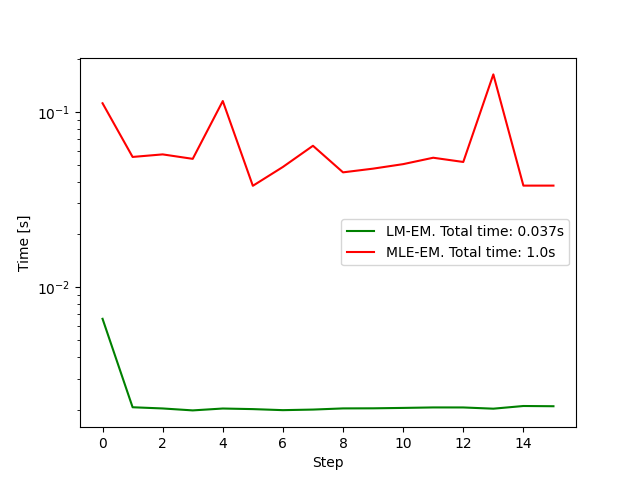 10⁻¹
10⁻²
Time [s]
LM-EM. Total time: 0.037s
MLE-EM. Total time: 1.0s
0 2 4 6 8 10 12 14
Step